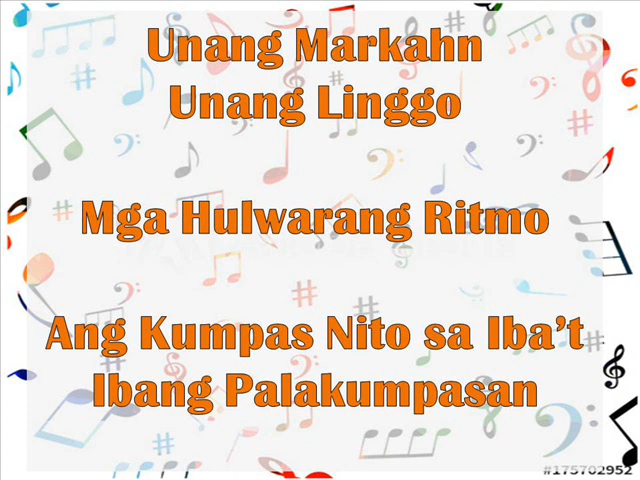 Unang Markahn
Unang Linggo
Mga Hulwarang Ritmo
Ang Kumpas Nito sa Iba’t
Ibang Palakumpasan
#175702952